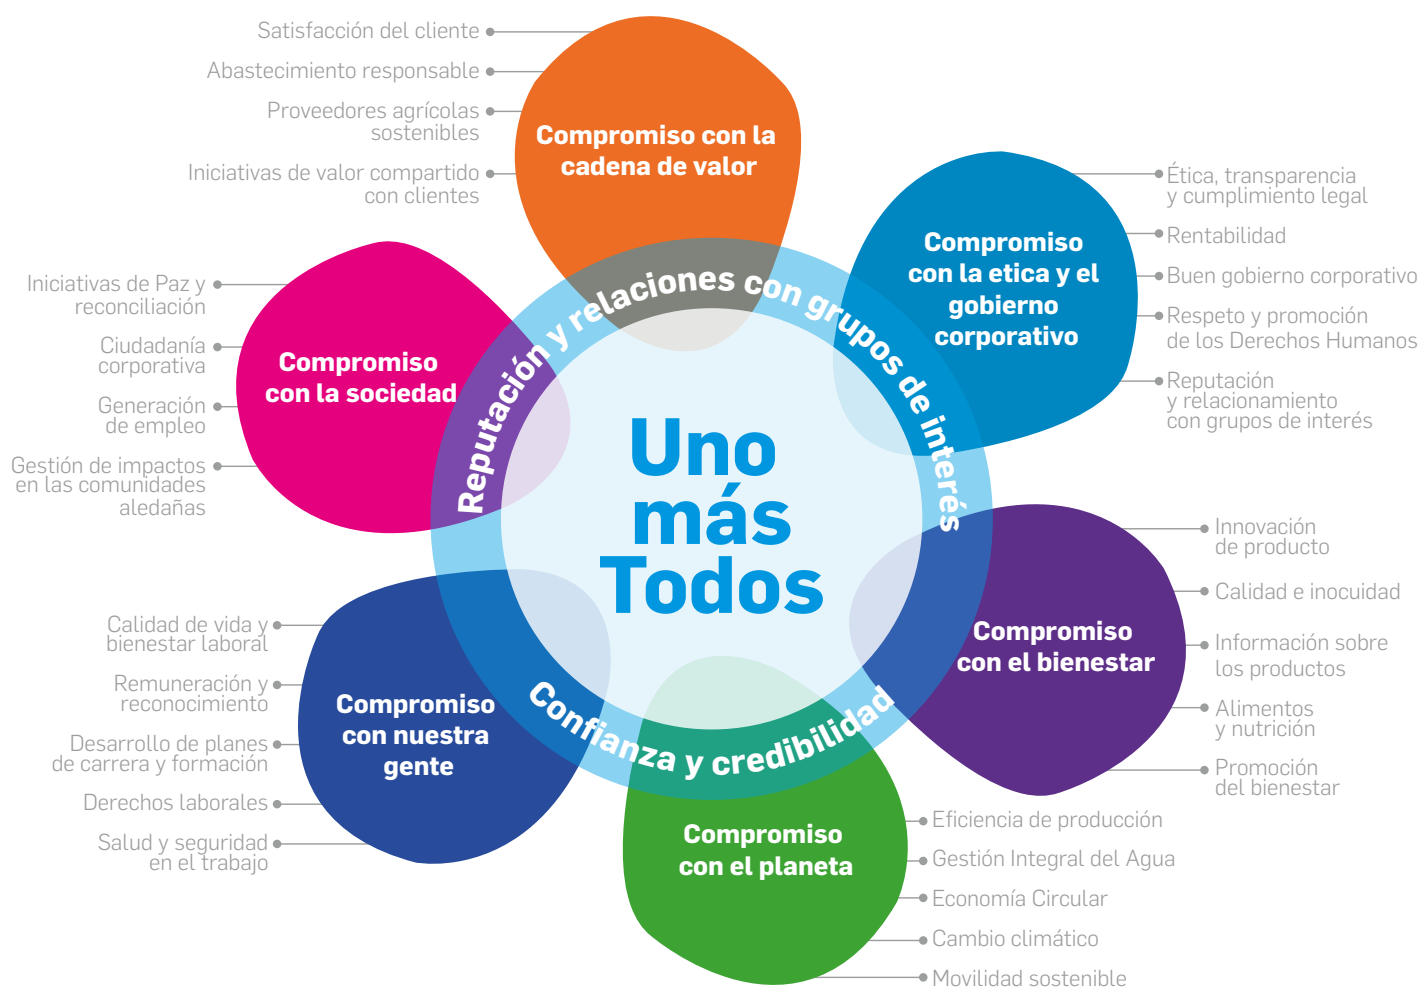 Satisfacción del cliente
Abastecimiento responsable
Proveedores agrícolas
sostenibles
Iniciativas de valor compartido
con clientes
Compromiso con la
cadena de valor
Ética, transparencia
y cumplimiento legal
Rentabilidad
Buen gobierno corporativo
Respeto y promoción
de los Derechos Humanos
Reputación
y relacionamiento
con grupos de interés
Compromiso
con la etica y el
gobierno
corporativo
Iniciativas de Paz y
reconciliación
Ciudadanía
corporativa
Generación
de empleo
Gestión de impactos
en las comunidades
aledañas
Compromiso
con la sociedad
Reputación y relaciones con grupos de interés
Uno
más
Todos
Confianza y credibilidad
Innovación
de producto
Calidad e inocuidad
Información sobre
los productos
Alimentos
y nutrición
Promoción
del bienestar
Compromiso
con el bienestar
Calidad de vida y
bienestar laboral
Remuneración y
reconocimiento
Desarrollo de planes
de carrera y formación
Derechos laborales
Salud y seguridad
en el trabajo
Compromiso
con nuestra
gente
Compromiso
con el planeta
Eficiencia de producción
Gestión Integral del Agua
Economía Circular
Cambio climático
Movilidad sostenible